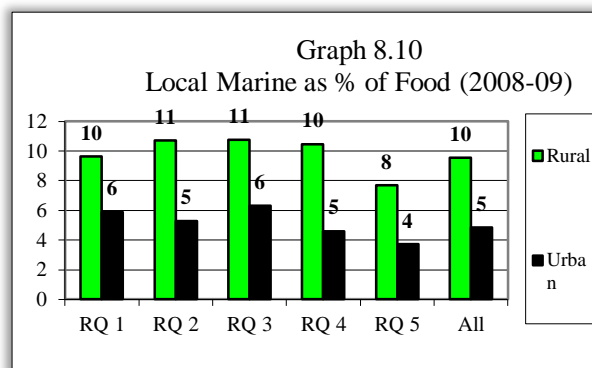 Graph 8.10
Local Marine as % of Food (2008-09)
12
10
8
6
4
2
0
10
6
11
5
11
6
10
5
8
4
10
5
RQ 1
RQ 2
RQ 3
RQ 4
RQ 5
All
Rural
Urba
n